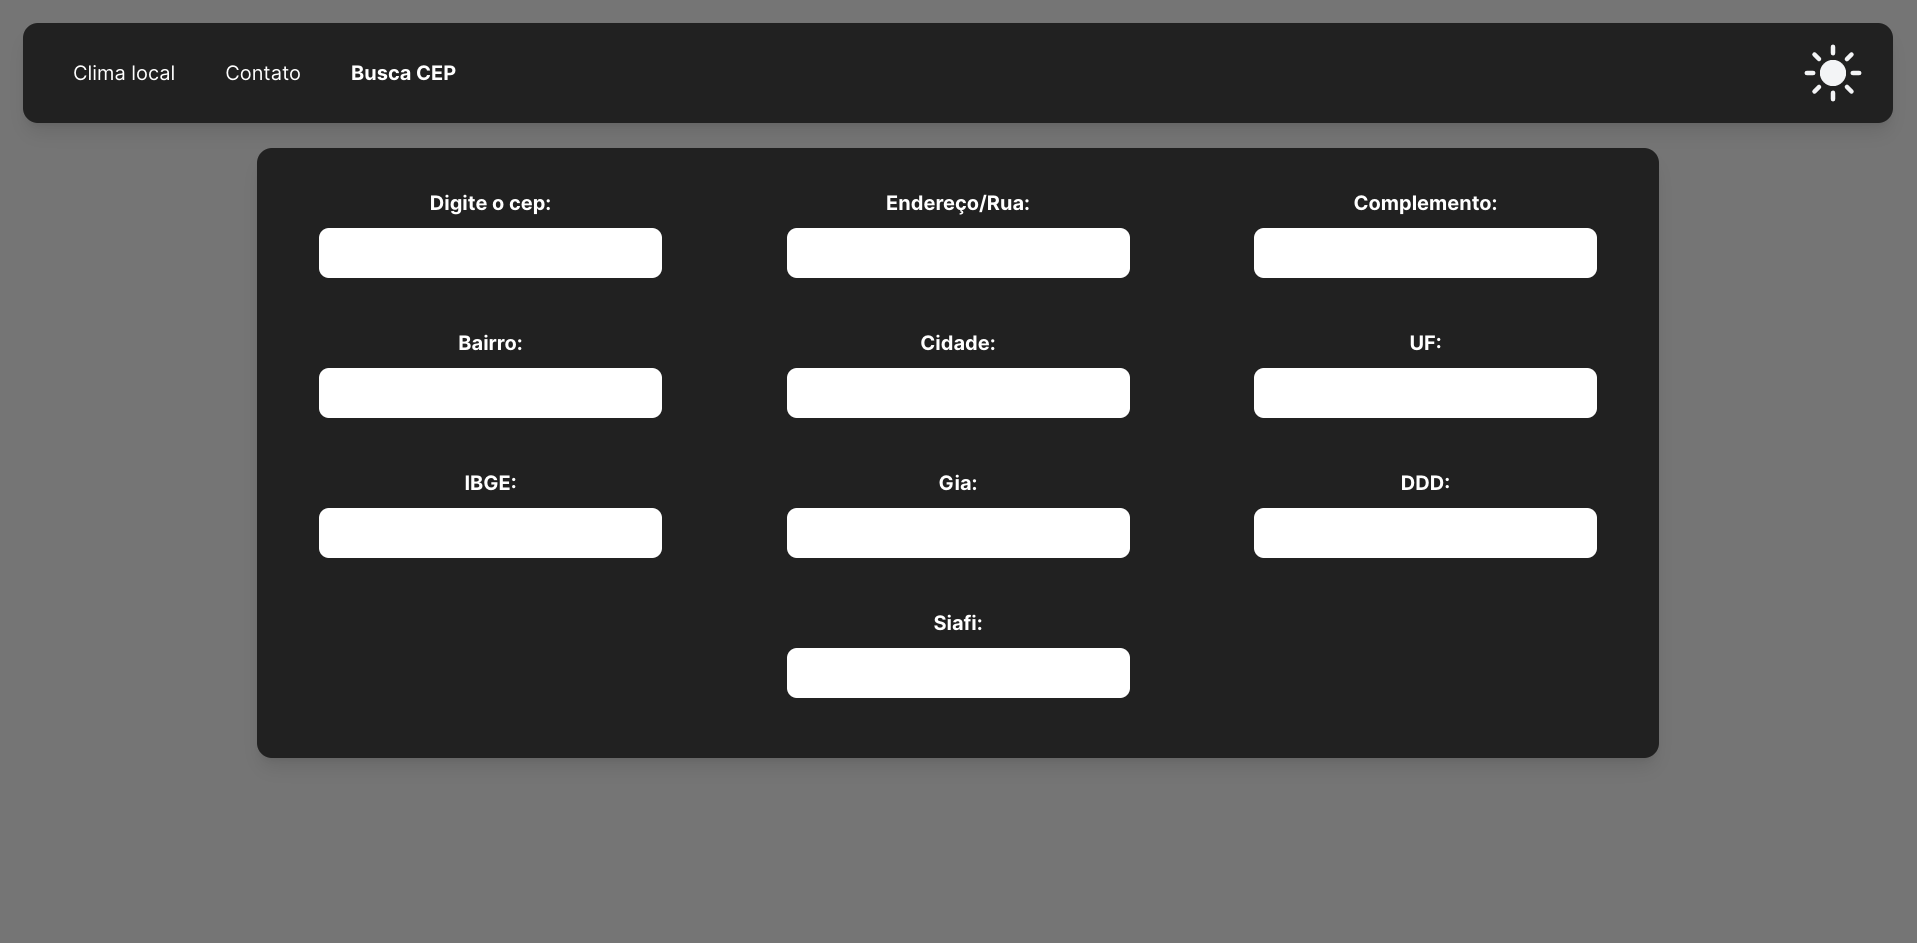 Clima local
Contato
Busca CEP
Digite o cep:
Endereço/Rua:
Complemento:
Bairro:
Cidade:
UF:
IBGE:
Gia:
DDD:
Siafi: